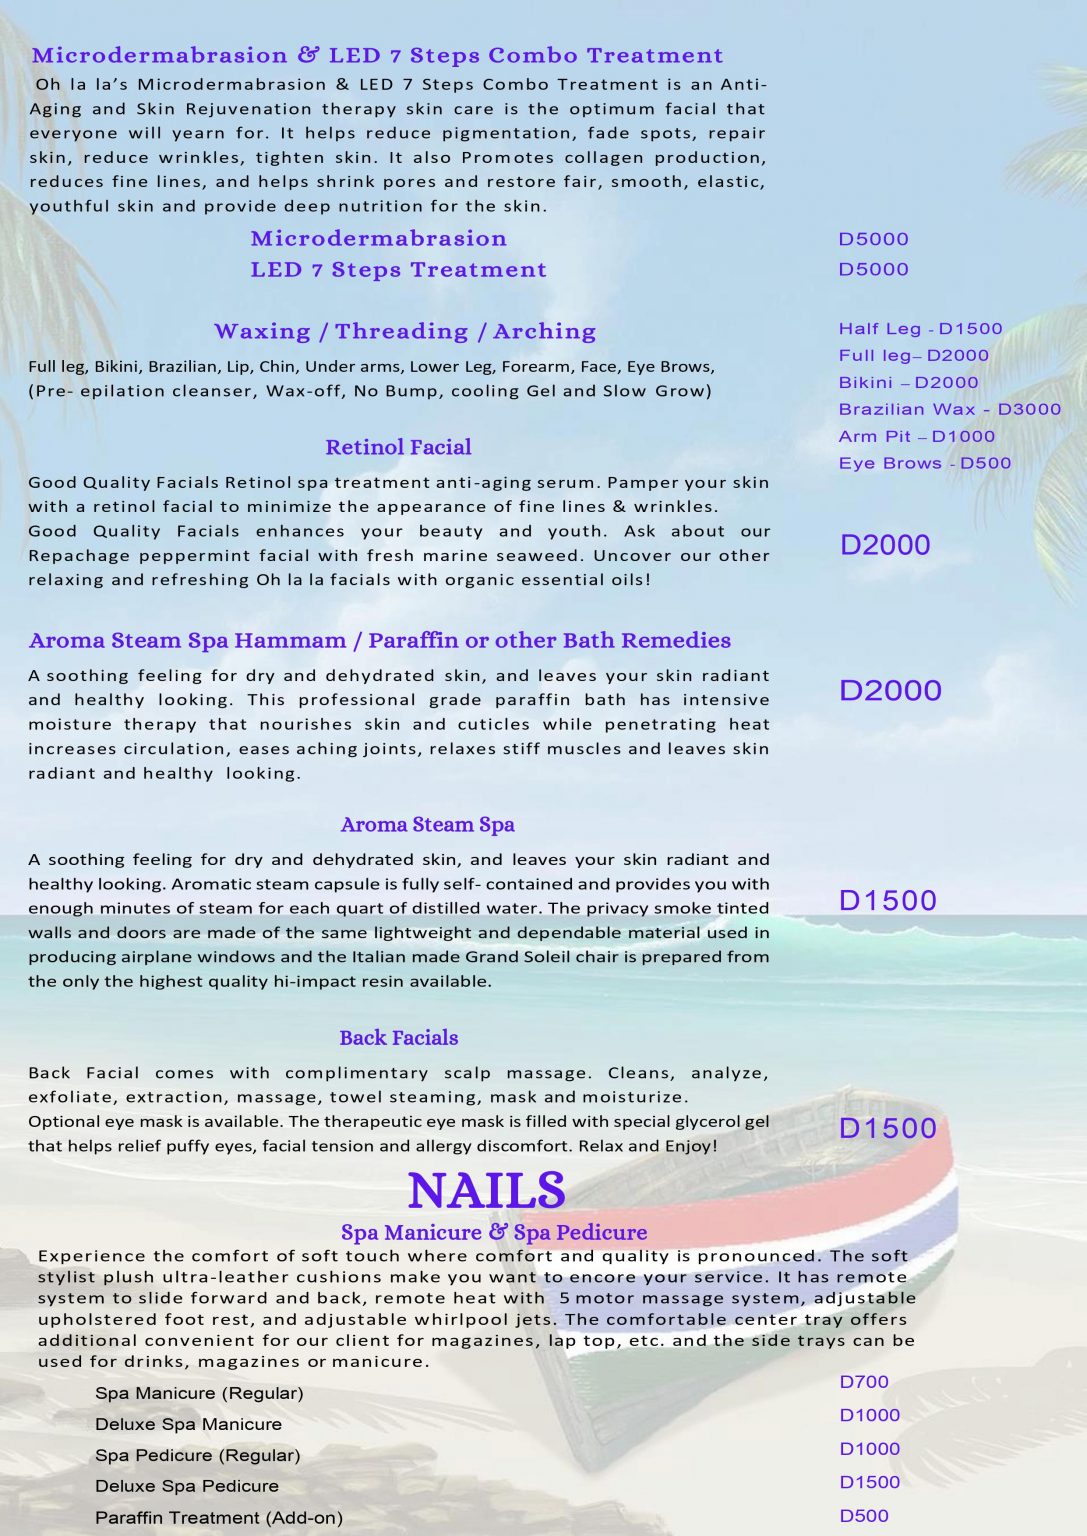 Microdermabrasion & LED 7 Steps Combo Treatment
Oh la la’s Microdermabrasion & LED 7 Steps Combo Treatment is an Anti-
Aging and Skin Rejuvenation therapy skin care is the optimum facial that
everyone will yearn for. It helps reduce pigmentation, fade spots, repair
skin, reduce wrinkles, tighten skin. It also Promotes collagen production,
reduces fine lines, and helps shrink pores and restore fair, smooth, elastic,
youthful skin and provide deep nutrition for the skin.
Microdermabrasion D5000
LED 7 Steps Treatment D5000
Waxing / Threading / Arching
Full leg, Bikini, Brazilian, Lip, Chin, Under arms, Lower Leg, Forearm, Face, Eye Brows,
(Pre- epilation cleanser, Wax-off, No Bump, cooling Gel and Slow Grow)
Half Leg - D1500
Full leg– D2000
Bikini – D2000
Brazilian Wax - D3000
Arm Pit – D1000
Eye Brows - D500
Retinol Facial
Good Quality Facials Retinol spa treatment anti-aging serum. Pamper your skin
with a retinol facial to minimize the appearance of fine lines & wrinkles.
Good Quality Facials enhances your beauty and youth. Ask about our
Repachage peppermint facial with fresh marine seaweed. Uncover our other
relaxing and refreshing Oh la la facials with organic essential oils!
D2000
Aroma Steam Spa Hammam / Paraffin or other Bath Remedies
A soothing feeling for dry and dehydrated skin, and leaves your skin radiant
and healthy looking. This professional grade paraffin bath has intensive
moisture therapy that nourishes skin and cuticles while penetrating heat
increases circulation, eases aching joints, relaxes stiff muscles and leaves skin
radiant and healthy looking.
D2000
Aroma Steam Spa
A soothing feeling for dry and dehydrated skin, and leaves your skin radiant and
healthy looking. Aromatic steam capsule is fully self- contained and provides you with
enough minutes of steam for each quart of distilled water. The privacy smoke tinted
walls and doors are made of the same lightweight and dependable material used in
producing airplane windows and the Italian made Grand Soleil chair is prepared from
the only the highest quality hi-impact resin available.
D1500
Back Facials
Back Facial comes with complimentary scalp massage. Cleans, analyze,
exfoliate, extraction, massage, towel steaming, mask and moisturize.
Optional eye mask is available. The therapeutic eye mask is filled with special glycerol gel
that helps relief puffy eyes, facial tension and allergy discomfort. Relax and Enjoy!
D1500
NAILS
Spa Manicure & Spa Pedicure
Experience the comfort of soft touch where comfort and quality is pronounced. The soft
stylist plush ultra-leather cushions make you want to encore your service. It has remote
system to slide forward and back, remote heat with 5 motor massage system, adjustable
upholstered foot rest, and adjustable whirlpool jets. The comfortable center tray offers
additional convenient for our client for magazines, lap top, etc. and the side trays can be
used for drinks, magazines or manicure.
Spa Manicure (Regular) D700
Deluxe Spa Manicure D1000
Spa Pedicure (Regular) D1000
Deluxe Spa Pedicure D1500
Paraffin Treatment (Add-on) D500